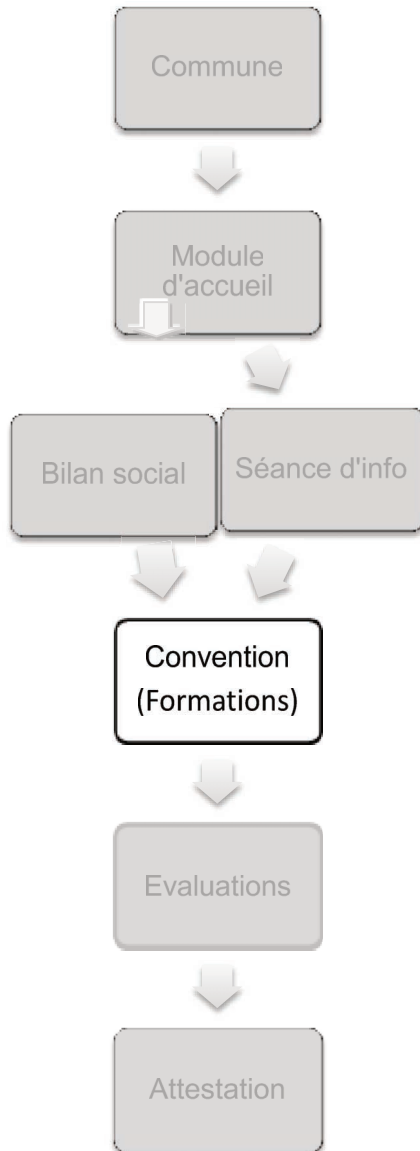 Commune
Module
d'accueil
Bilan social
Séance d'info
Convention
(Formations)
Evaluations
Attestation